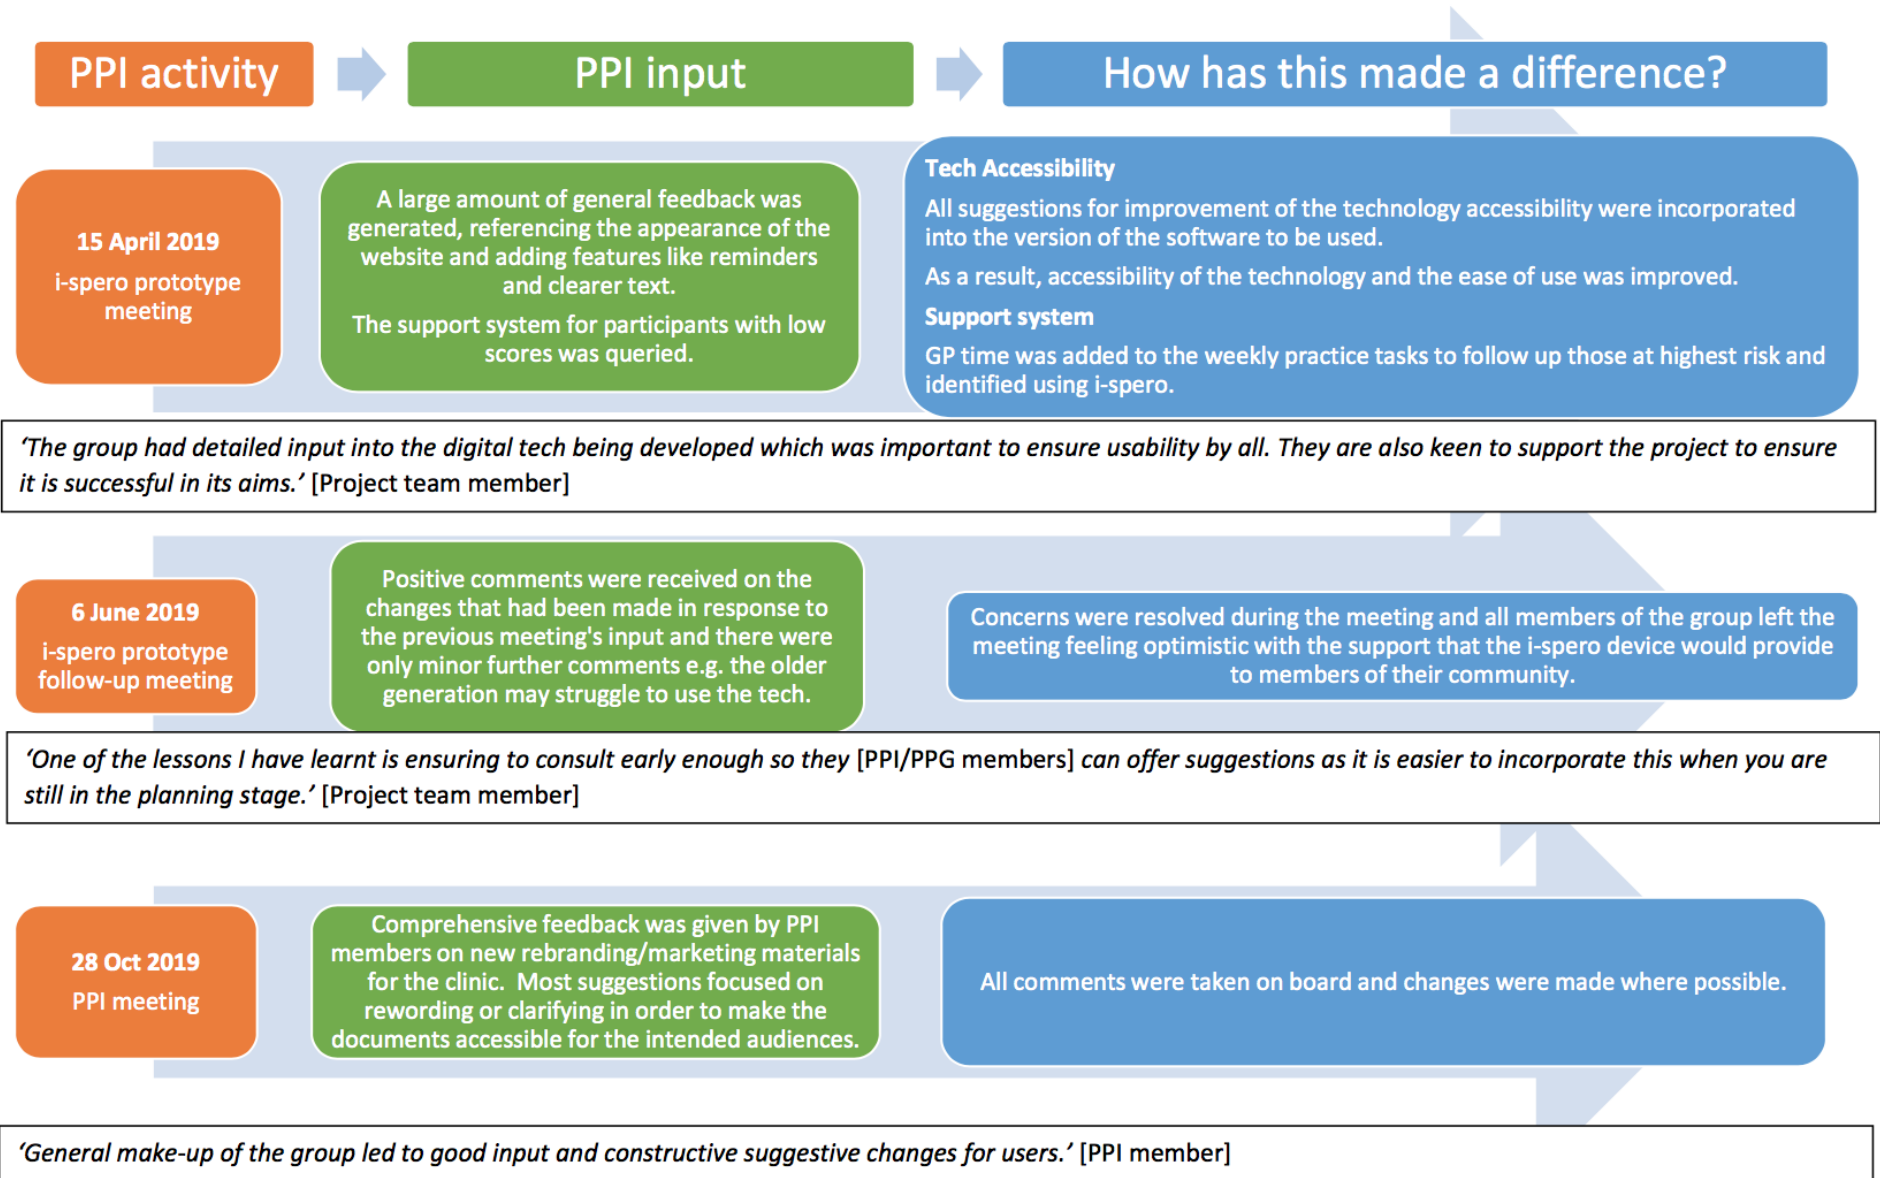 PPI activity
PPI input
How has this made a difference?
15 April 2019
i-spero prototype
meeting
A large amount of general feedback was
generated, referencing the appearance of the
website and adding features like reminders
and clearer text.
The support system for participants with low
scores was queried.
Tech Accessibility
All suggestions for improvement of the technology accessibility were incorporated
into the version of the software to be used.
As a result, accessibility of the technology and the ease of use was improved.
Support system
GP time was added to the weekly practice tasks to follow up those at highest risk and
identified using i-spero.
‘The group had detailed input into the digital tech being developed which was important to ensure usability by all. They are also keen to support the project to ensure
it is successful in its aims.’ [Project team member]
6 June 2019
i-spero prototype
follow-up meeting
Positive comments were received on the
changes that had been made in response to
the previous meeting's input and there were
only minor further comments e.g. the older
generation may struggle to use the tech.
Concerns were resolved during the meeting and all members of the group left the
meeting feeling optimistic with the support that the i-spero device would provide
to members of their community.
‘One of the lessons I have learnt is ensuring to consult early enough so they [PPI/PPG members] can offer suggestions as it is easier to incorporate this when you are
still in the planning stage.’ [Project team member]
28 Oct 2019
PPI meeting
Comprehensive feedback was given by PPI
members on new rebranding/marketing materials
for the clinic.  Most suggestions focused on
rewording or clarifying in order to make the
documents accessible for the intended audiences.
All comments were taken on board and changes were made where possible.
‘General make-up of the group led to good input and constructive suggestive changes for users.’ [PPI member]